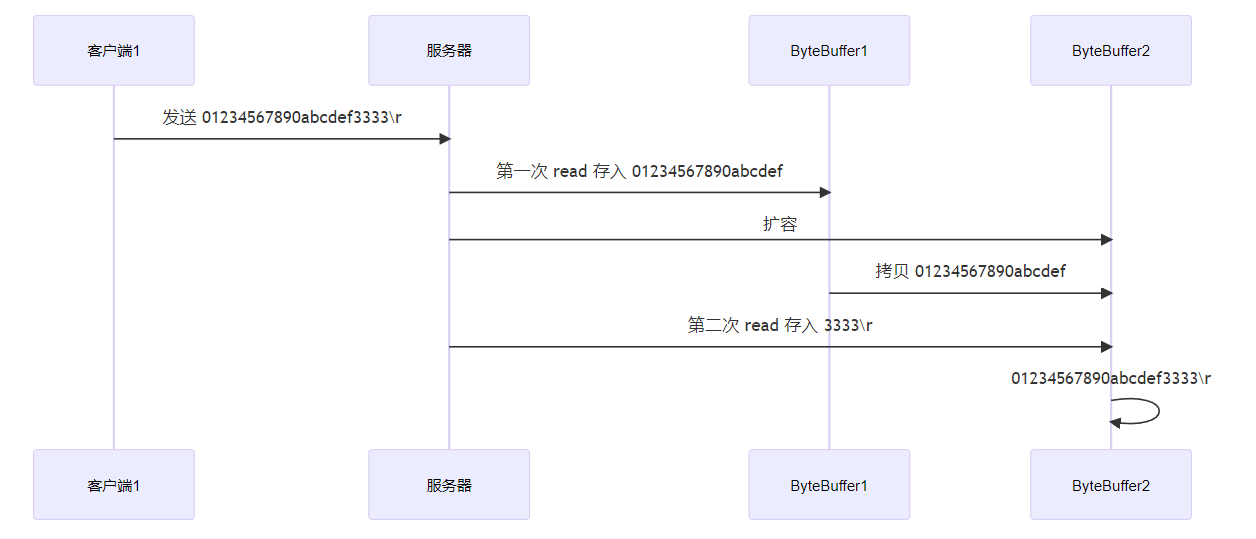 客户端1
服务器
ByteBuffer1
ByteBuffer2
发送 01234567890abcdef3333\r
第一次 read 存入 01234567890abcdef
扩容
拷贝 01234567890abcdef
第二次 read 存入 3333\r
01234567890abcdef3333\r
客户端1
服务器
ByteBuffer1
ByteBuffer2